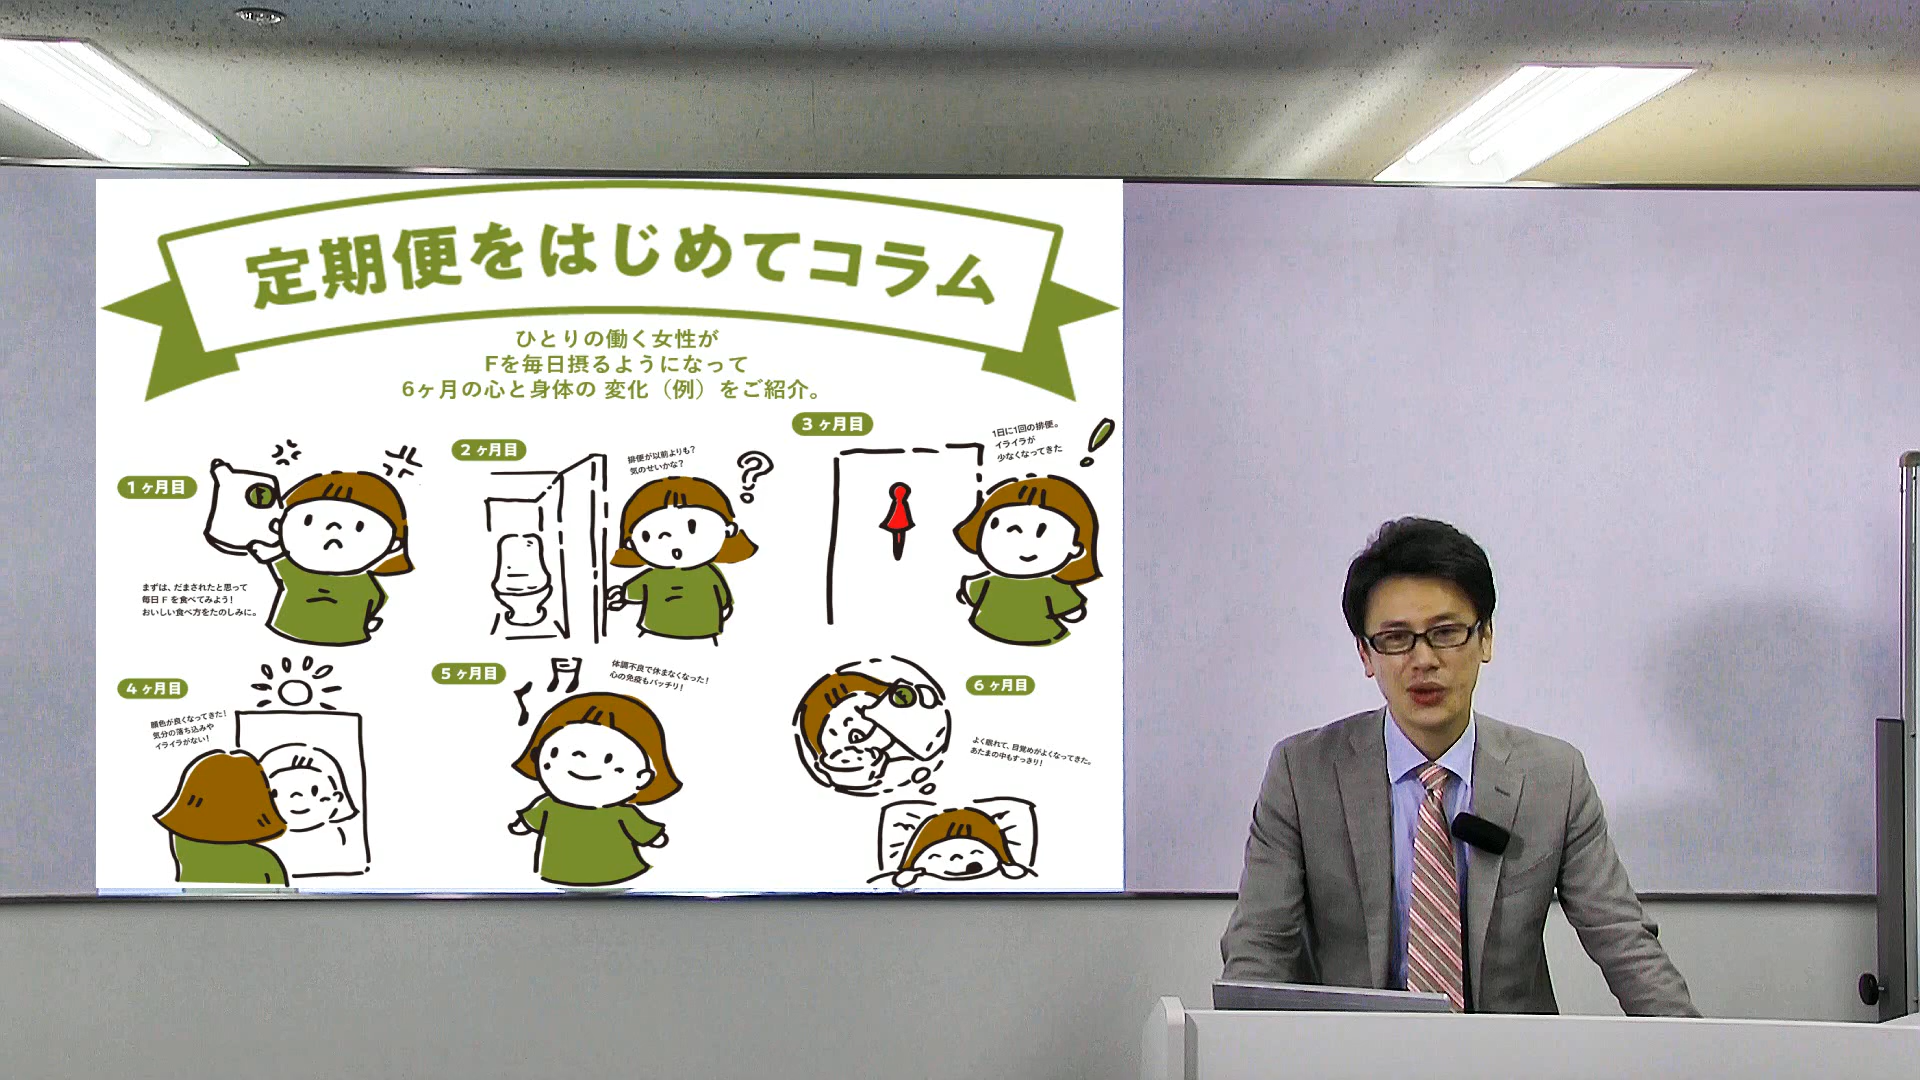 定期便をはじめてコラム
ひとりの働く女性が
Fを毎日摂るようになって
6ヶ月の心と身体の 変化（例）をご紹介。
1ヶ月目
F
まずは、だまされたと思って
毎日 F を食べてみよう！
おいしい食べ方をたのしみに。
2ヶ月目
排便が以前よりも？
気のせいかな？
?
3ヶ月目
1日に1回の排便。
イライラが
少なくなってきた
!
4ヶ月目
顔色が良くなってきた！
気分の落ち込みや
イライラがない！
5ヶ月目
体調不良で休まなくなった！
心の免疫もバッチリ！
6ヶ月目
F
よく眠れて、目覚めがよくなってきた。
あたまの中もすっきり！